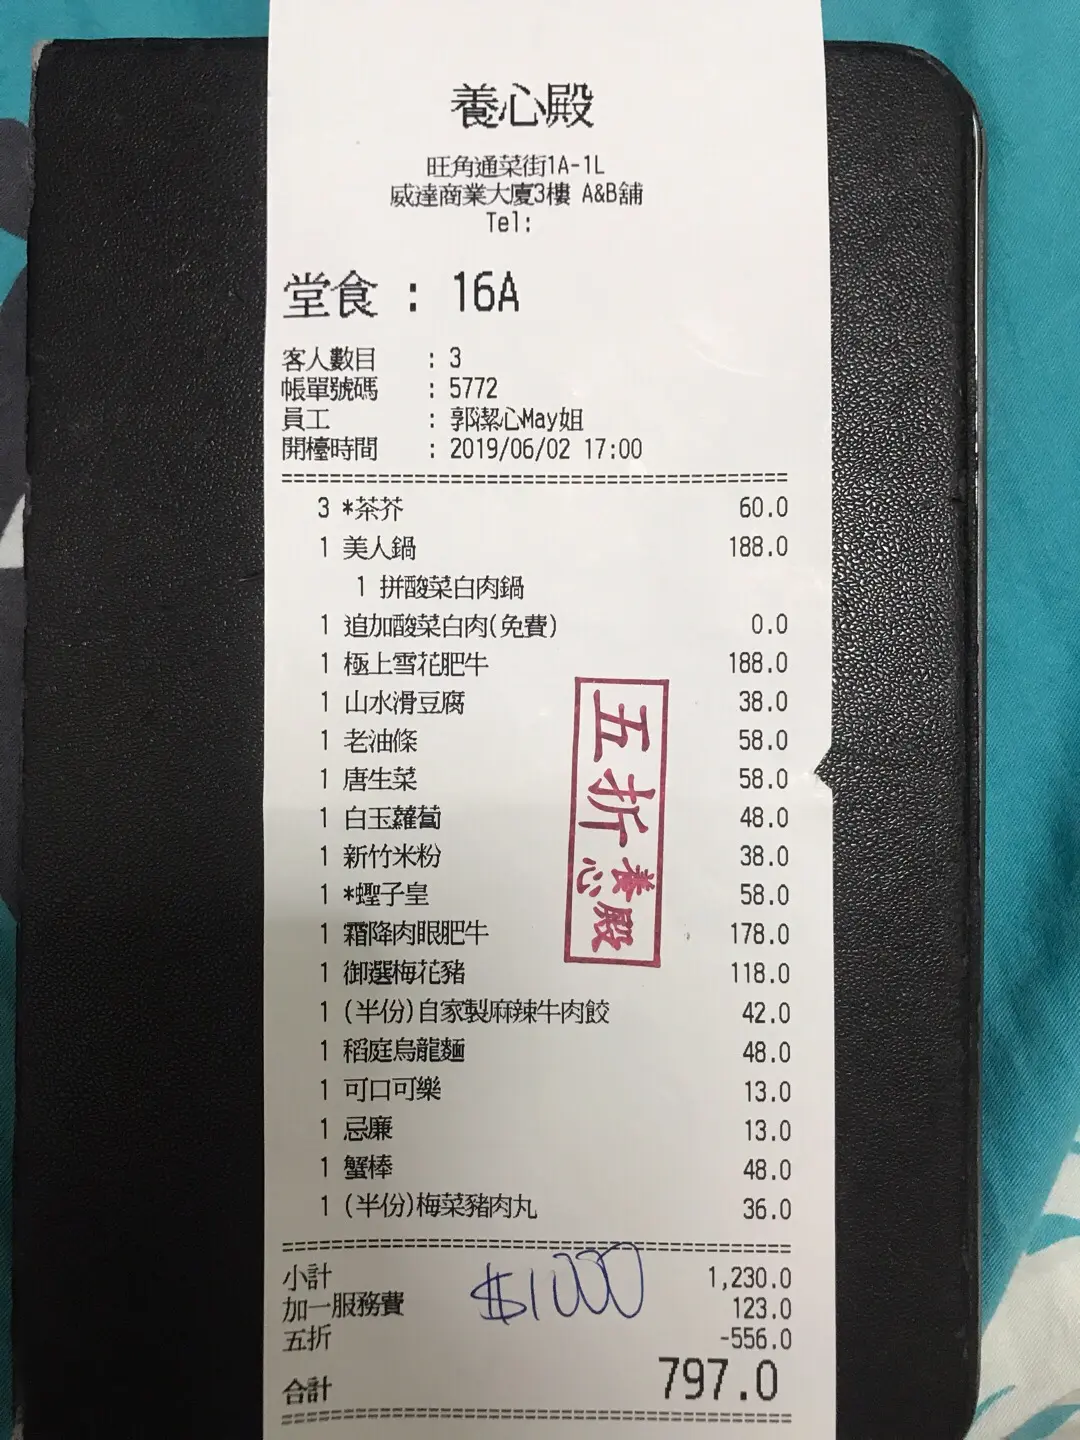 養心殿
旺角通菜街1A-1L
威達商業大廈3樓 A&B舖
Tel:
堂食 : 16A
客人數目 : 3
帳單號碼 : 5772
員工 : 郭潔心May姐
開檯時間 : 2019/06/02 17:00
3 *茶芥 60.0
1 美人鍋 188.0
1 拼酸菜白肉鍋
1 追加酸菜白肉(免費) 0.0
1 極上雪花肥牛 188.0
1 山水滑豆腐 38.0
1 老油條 58.0
1 唐生菜 58.0
1 白玉蘿蔔 48.0
1 新竹米粉 38.0
1 *蟶子皇 58.0
1 霜降肉眼肥牛 178.0
1 御選梅花豬 118.0
1 (半份)自家製麻辣牛肉餃 42.0
1 稻庭烏龍麵 48.0
1 可口可樂 13.0
1 忌廉 13.0
1 蟹棒 48.0
1 (半份)梅菜豬肉丸 36.0
五折養心殿
小計 1,230.0
加一服務費 123.0
五折 -556.0
$1000
合計 797.0